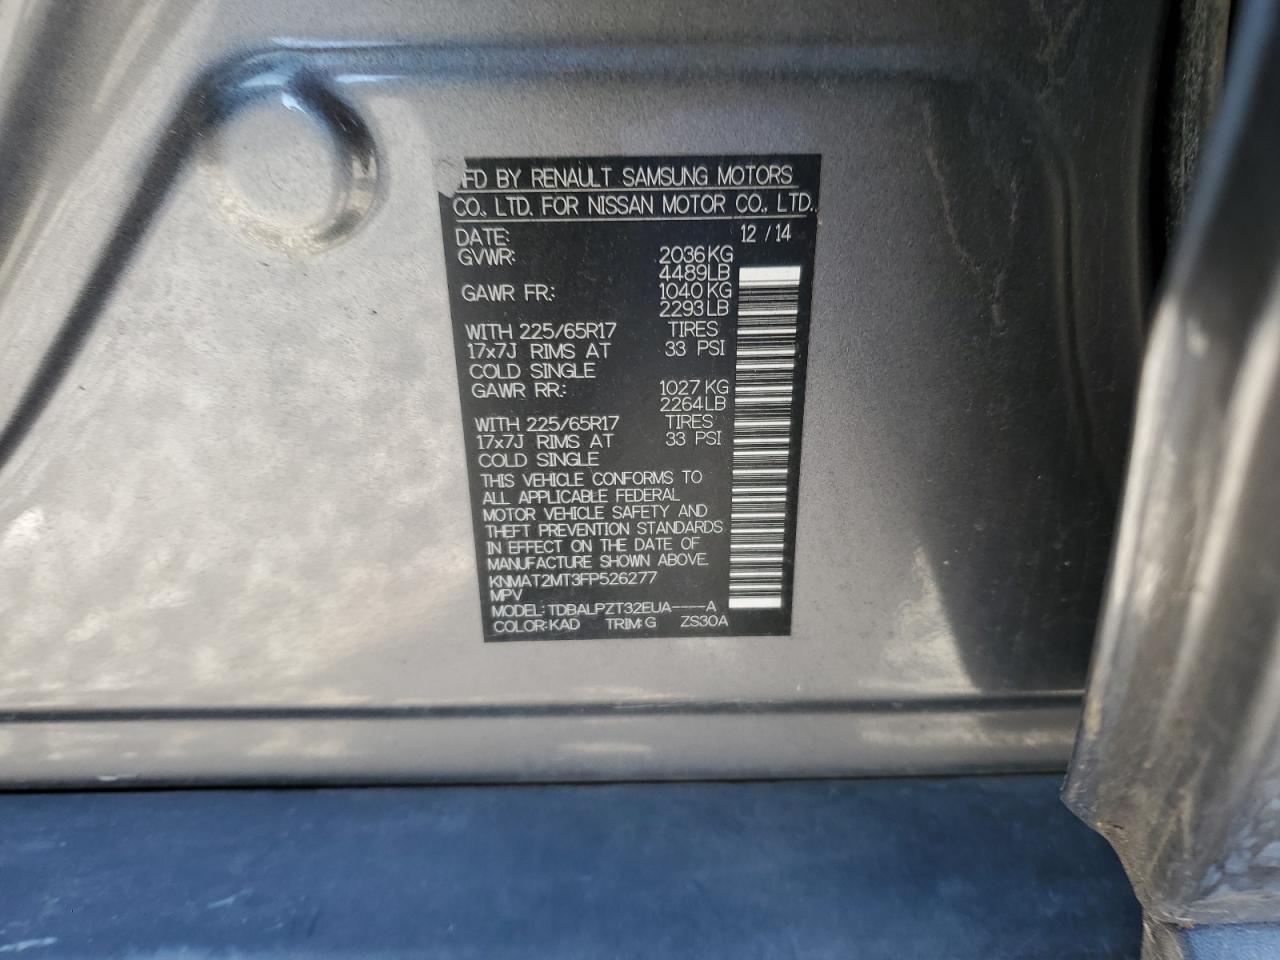 MFD BY RENAULT SAMSUNG MOTORS
CO., LTD. FOR NISSAN MOTOR CO., LTD.
DATE: 12 / 14
GVWR: 2036KG
4489LB
GAWR FR: 1040KG
2293LB
WITH 225/65R17 TIRES
17x7J RIMS AT 33 PSI
COLD SINGLE
GAWR RR: 1027KG
2264LB
WITH 225/65R17 TIRES
17x7J RIMS AT 33 PSI
COLD SINGLE
THIS VEHICLE CONFORMS TO
ALL APPLICABLE FEDERAL
MOTOR VEHICLE SAFETY AND
THEFT PREVENTION STANDARDS
IN EFFECT ON THE DATE OF
MANUFACTURE SHOWN ABOVE.
KNMAT2MT3FP526277
MPV
MODEL: TDBALPZT32EUA----A
COLOR:KAD TRIM:G ZS30A